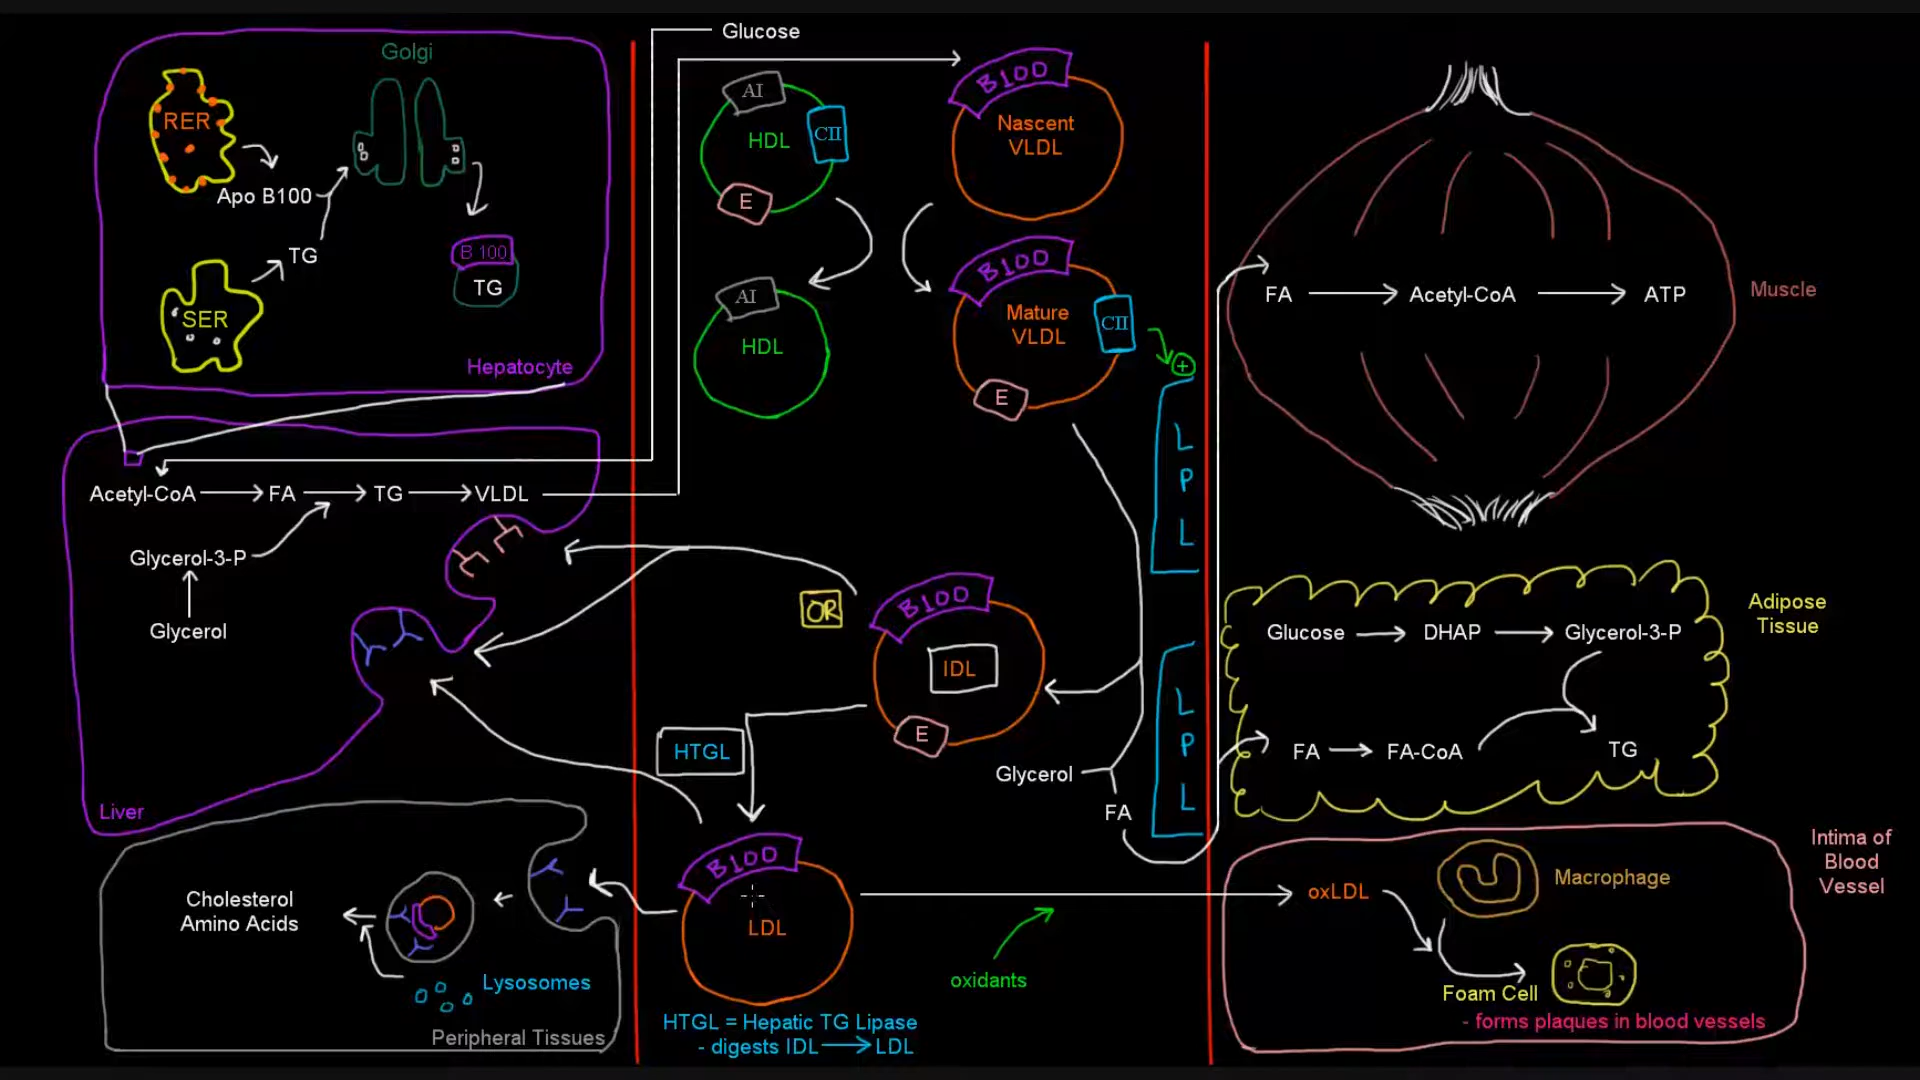 Golgi
RER
Apo B100
TG
SER
B 100
TG
Hepatocyte
Acetyl-CoA
FA
TG
VLDL
Glycerol-3-P
Glycerol
Liver
Cholesterol
Amino Acids
Lysosomes
Peripheral Tissues
Glucose
AI
HDL
CII
E
B100
Nascent
VLDL
AI
HDL
B100
Mature
VLDL
CII
E
+
L
P
L
OR
B100
IDL
E
HTGL
Glycerol
FA
L
P
L
B100
LDL
oxidants
HTGL = Hepatic TG Lipase
- digests IDL
LDL
FA
Acetyl-CoA
ATP
Muscle
Glucose
DHAP
Glycerol-3-P
FA
FA-CoA
TG
Adipose
Tissue
oxLDL
Macrophage
Foam Cell
- forms plaques in blood vessels
Intima of
Blood
Vessel